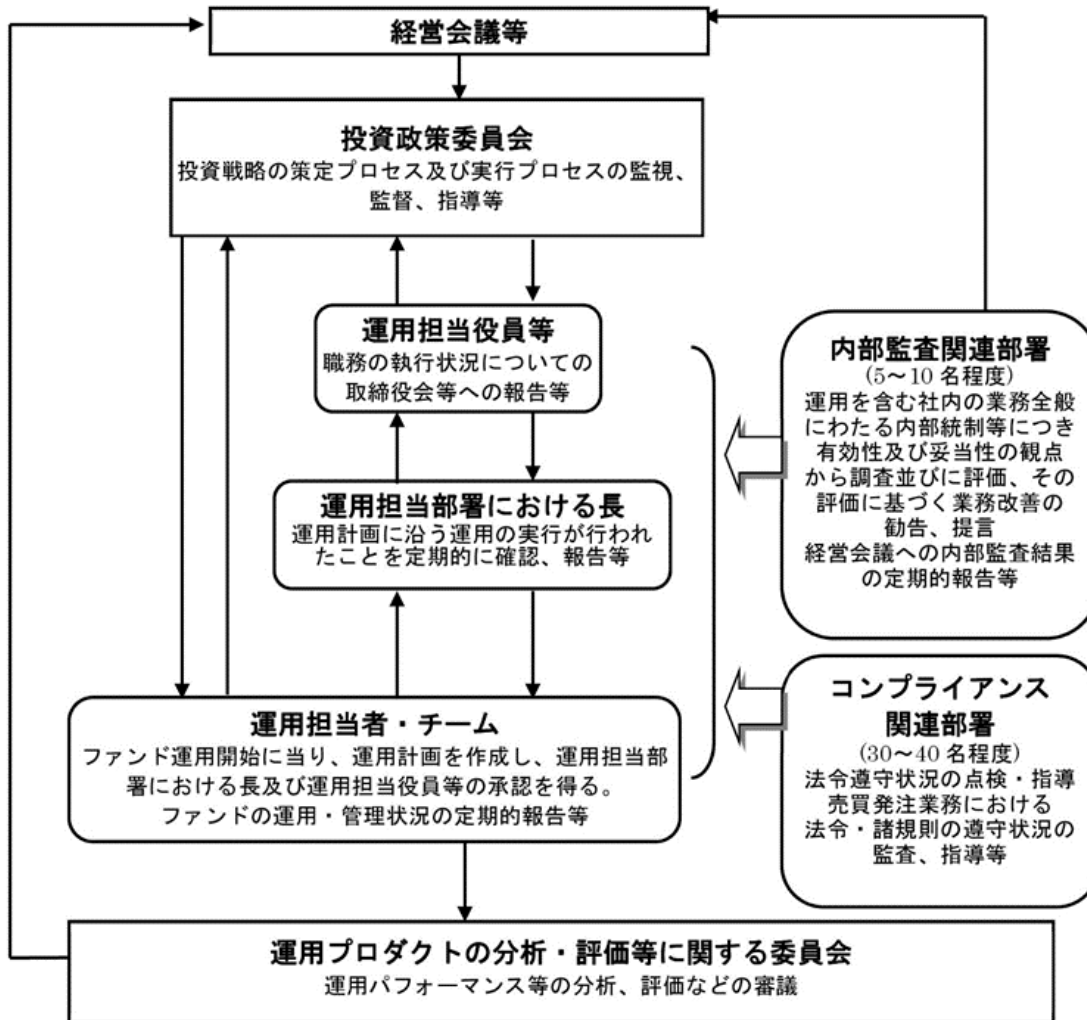 経営会議等
投資政策委員会
投資戦略の策定プロセス及び実行プロセスの監視、
監督、指導等
運用担当役員等
職務の執行状況についての
取締役会等への報告等
運用担当部署における長
運用計画に沿う運用の実行が行われ
たことを定期的に確認、報告等
運用担当者・チーム
ファンド運用開始に当り、運用計画を作成し、運用担当部
署における長及び運用担当役員等の承認を得る。
ファンドの運用・管理状況の定期的報告等
内部監査関連部署
(5～10 名程度)
運用を含む社内の業務全般
にわたる内部統制等につき
有効性及び妥当性の観点
から調査並びに評価、その
評価に基づく業務改善の
勧告、提言
経営会議への内部監査結果
の定期的報告等
コンプライアンス
関連部署
(30～40 名程度)
法令遵守状況の点検・指導
売買発注業務における
法令・諸規則の遵守状況の
監査、指導等
運用プロダクトの分析・評価等に関する委員会
運用パフォーマンス等の分析、評価などの審議